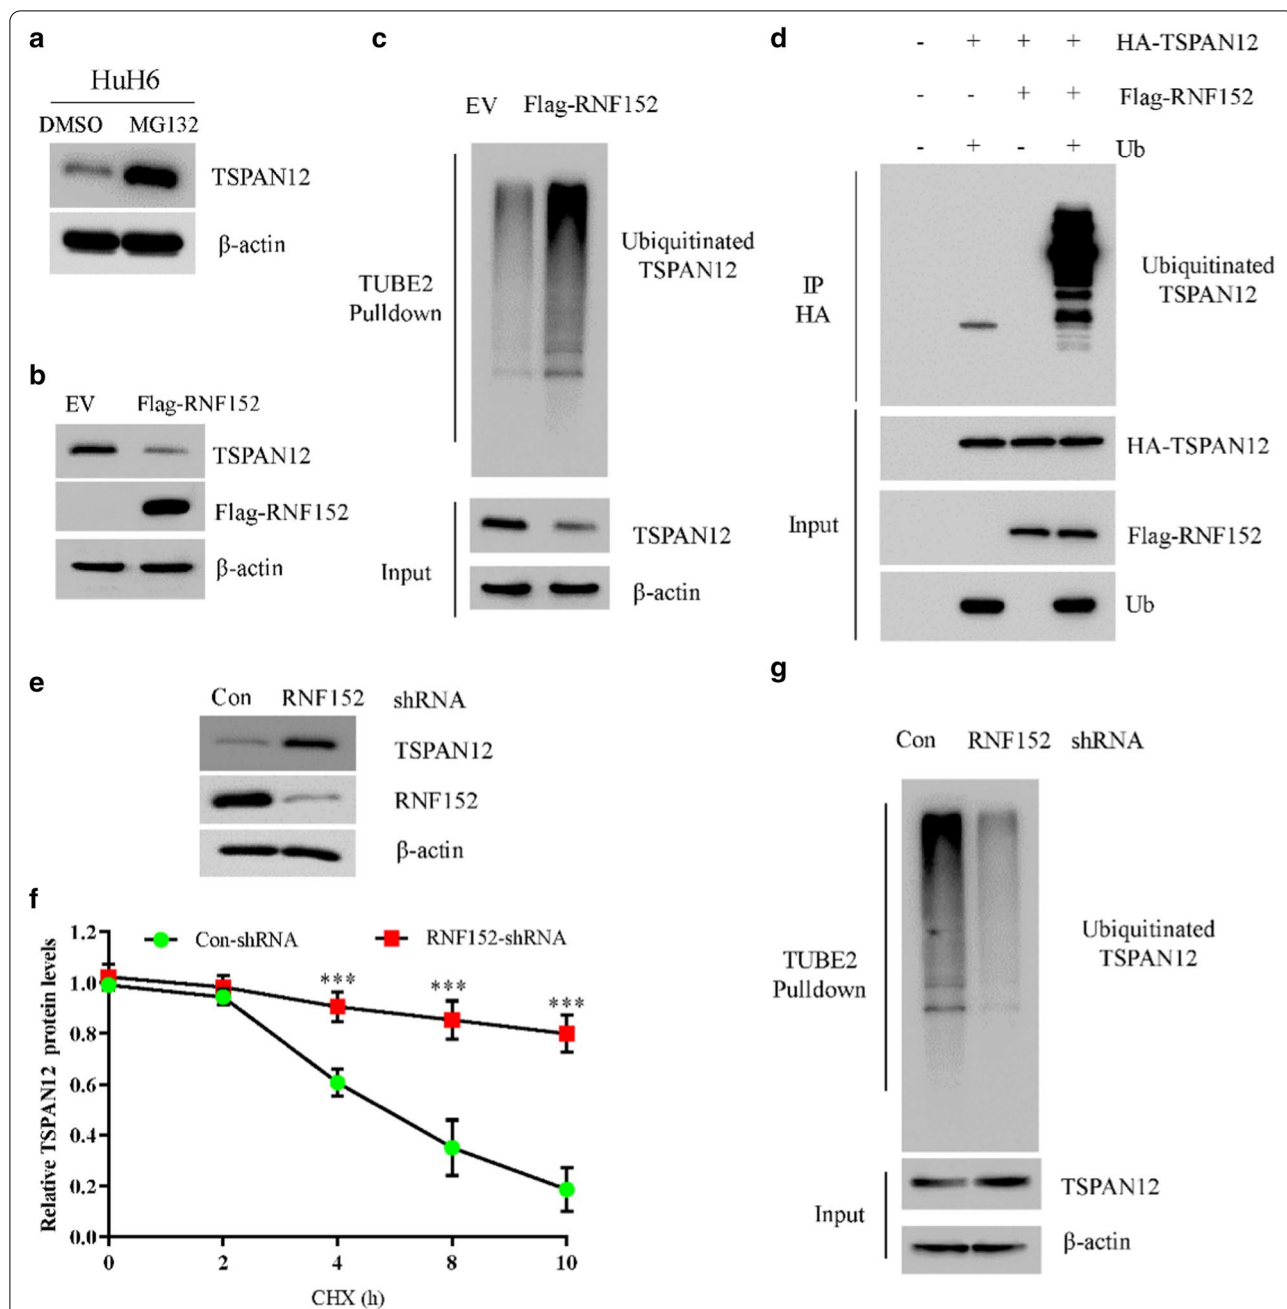 a
HuH6
DMSO MG132
TSPAN12
β-actin
b
EV Flag-RNF152
TSPAN12
Flag-RNF152
β-actin
c
EV Flag-RNF152
TUBE2
Pulldown
Ubiquitinated
TSPAN12
Input
TSPAN12
β-actin
d
- + + + HA-TSPAN12
- - + + Flag-RNF152
- + - + Ub
IP
HA
Ubiquitinated
TSPAN12
Input
HA-TSPAN12
Flag-RNF152
Ub
e
Con RNF152 shRNA
TSPAN12
RNF152
β-actin
f
Con-shRNA RNF152-shRNA
Relative TSPAN12 protein levels
1.2
1.0
0.8
0.6
0.4
0.2
0.0
*** *** ***
0 2 4 8 10
CHX (h)
g
Con RNF152 shRNA
TUBE2
Pulldown
Ubiquitinated
TSPAN12
Input
TSPAN12
β-actin